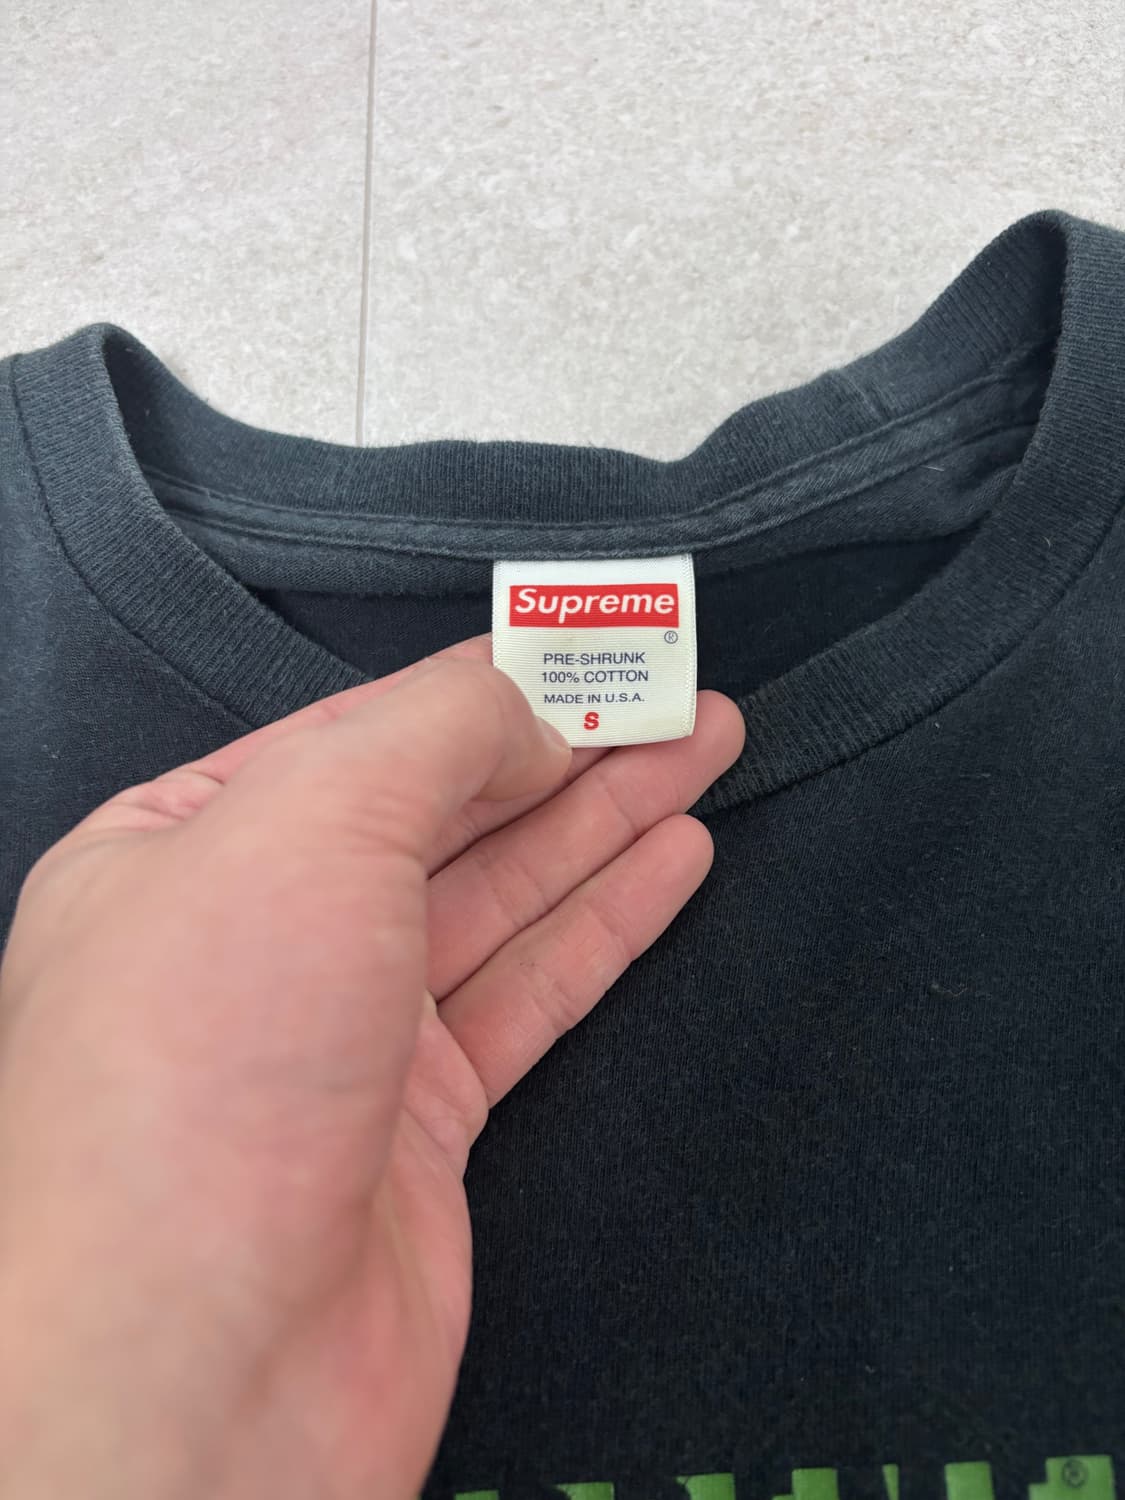 Supreme
®
PRE-SHRUNK
100% COTTON
MADE IN U.S.A.
S
®